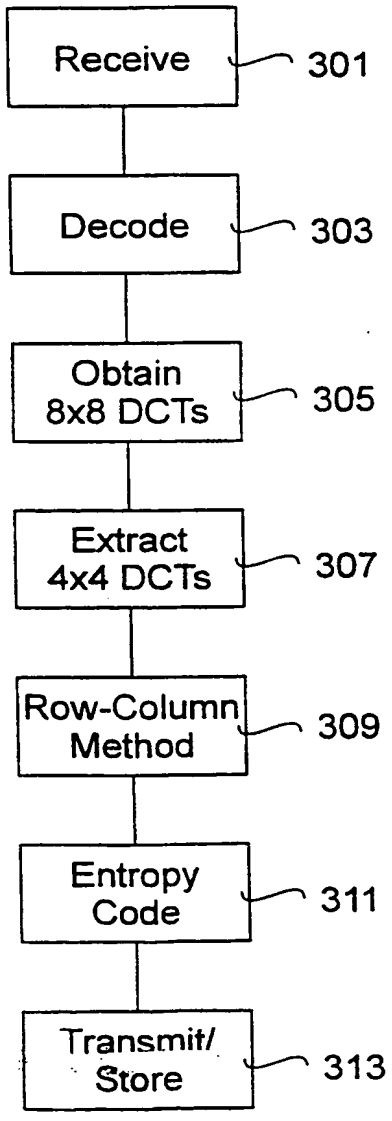 Receive
301
Decode
303
Obtain
8x8 DCTs
305
Extract
4x4 DCTs
307
Row-Column
Method
309
Entropy
Code
311
Transmit/
Store
313